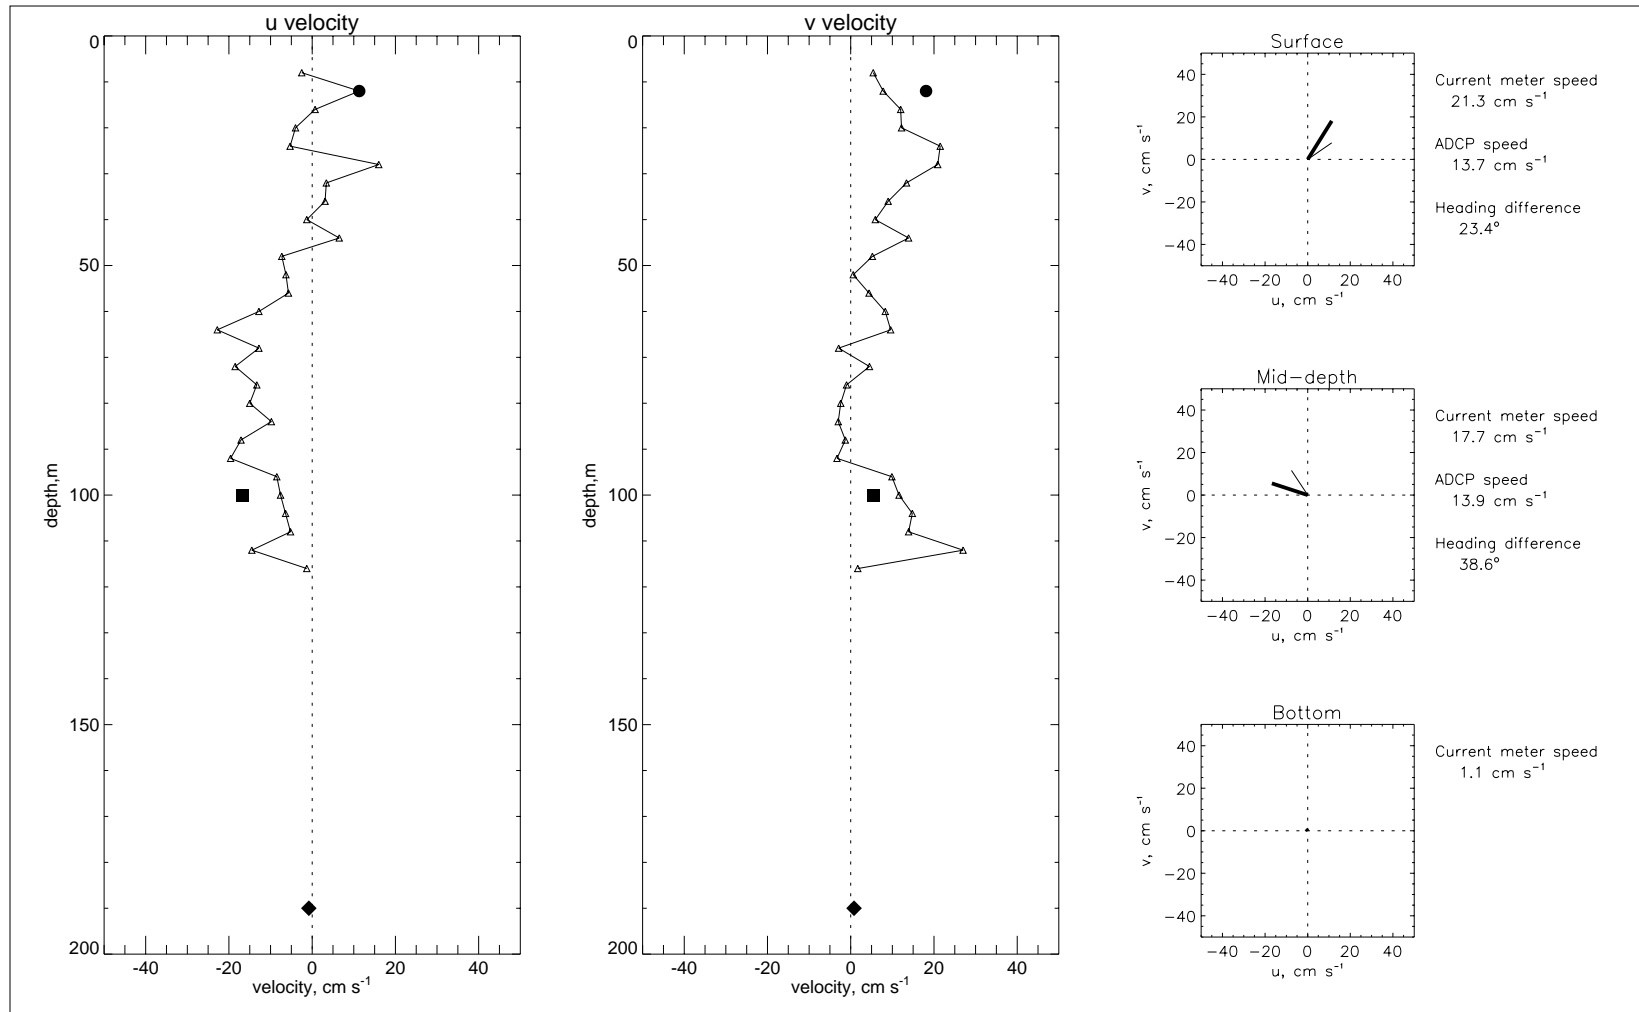 u velocity
0
50
100
150
200
depth,m
-40 -20 0 20 40
velocity, cm s⁻¹
v velocity
0
50
100
150
200
depth,m
-40 -20 0 20 40
velocity, cm s⁻¹
Surface
40
20
0
−20
−40
v, cm s⁻¹
−40 −20 0 20 40
u, cm s⁻¹
Current meter speed
21.3 cm s⁻¹
ADCP speed
13.7 cm s⁻¹
Heading difference
23.4°
Mid−depth
40
20
0
−20
−40
v, cm s⁻¹
−40 −20 0 20 40
u, cm s⁻¹
Current meter speed
17.7 cm s⁻¹
ADCP speed
13.9 cm s⁻¹
Heading difference
38.6°
Bottom
40
20
0
−20
−40
v, cm s⁻¹
−40 −20 0 20 40
u, cm s⁻¹
Current meter speed
1.1 cm s⁻¹